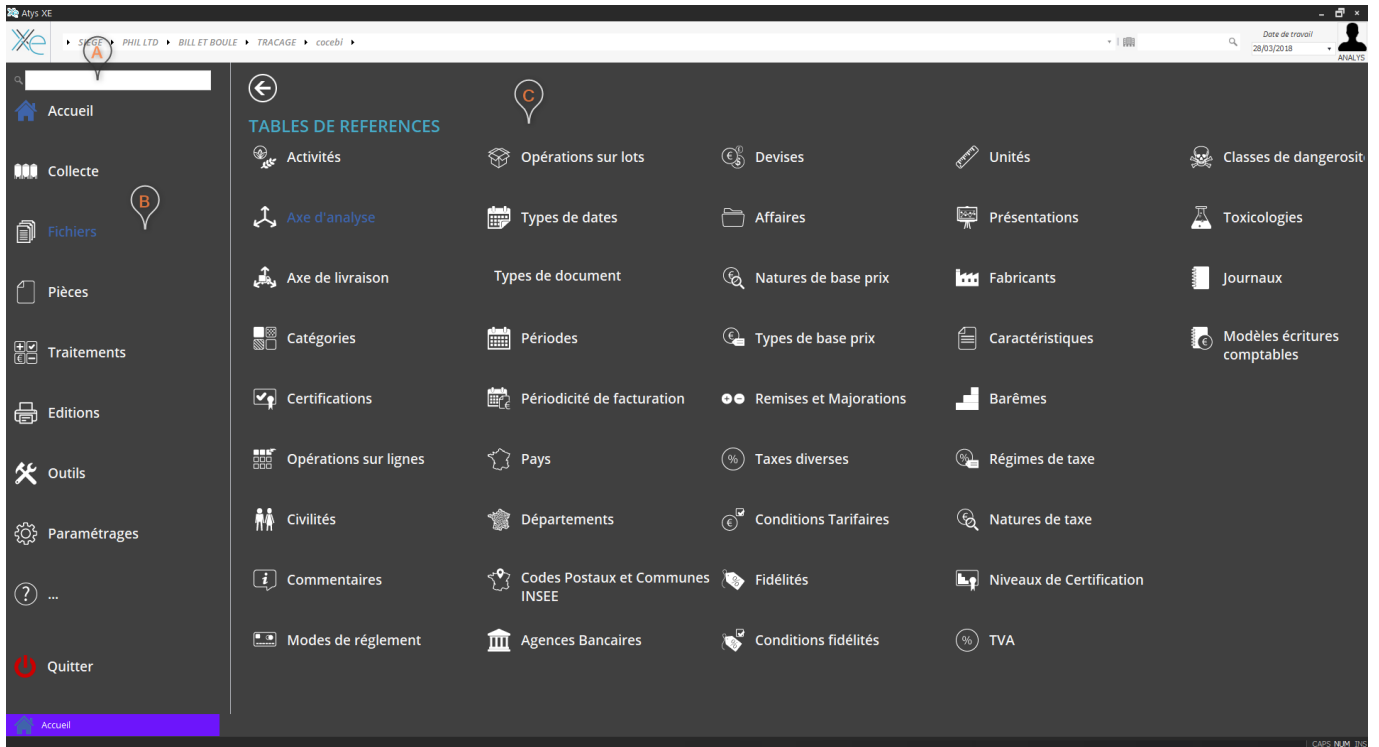 Atys XE
Xe
SIEGE PHIL LTD BILL ET BOULE TRACAGE cocebi
Date de travail
28/03/2018
ANALYS
A
B
C
Accueil
Collecte
Fichiers
Pièces
Traitements
Editions
Outils
Paramétrages
...
Quitter
Accueil
TABLES DE REFERENCES
Activités
Axe d'analyse
Axe de livraison
Catégories
Certifications
Opérations sur lignes
Civilités
Commentaires
Modes de réglement
Opérations sur lots
Types de dates
Types de document
Périodes
Périodicité de facturation
Pays
Départements
Codes Postaux et Communes
INSEE
Agences Bancaires
Devises
Affaires
Natures de base prix
Types de base prix
Remises et Majorations
Taxes diverses
Conditions Tarifaires
Fidélités
Conditions fidélités
Unités
Présentations
Fabricants
Caractéristiques
Barêmes
Régimes de taxe
Natures de taxe
Niveaux de Certification
TVA
Classes de dangerosit
Toxicologies
Journaux
Modèles écritures
comptables
CAPS NUM INS